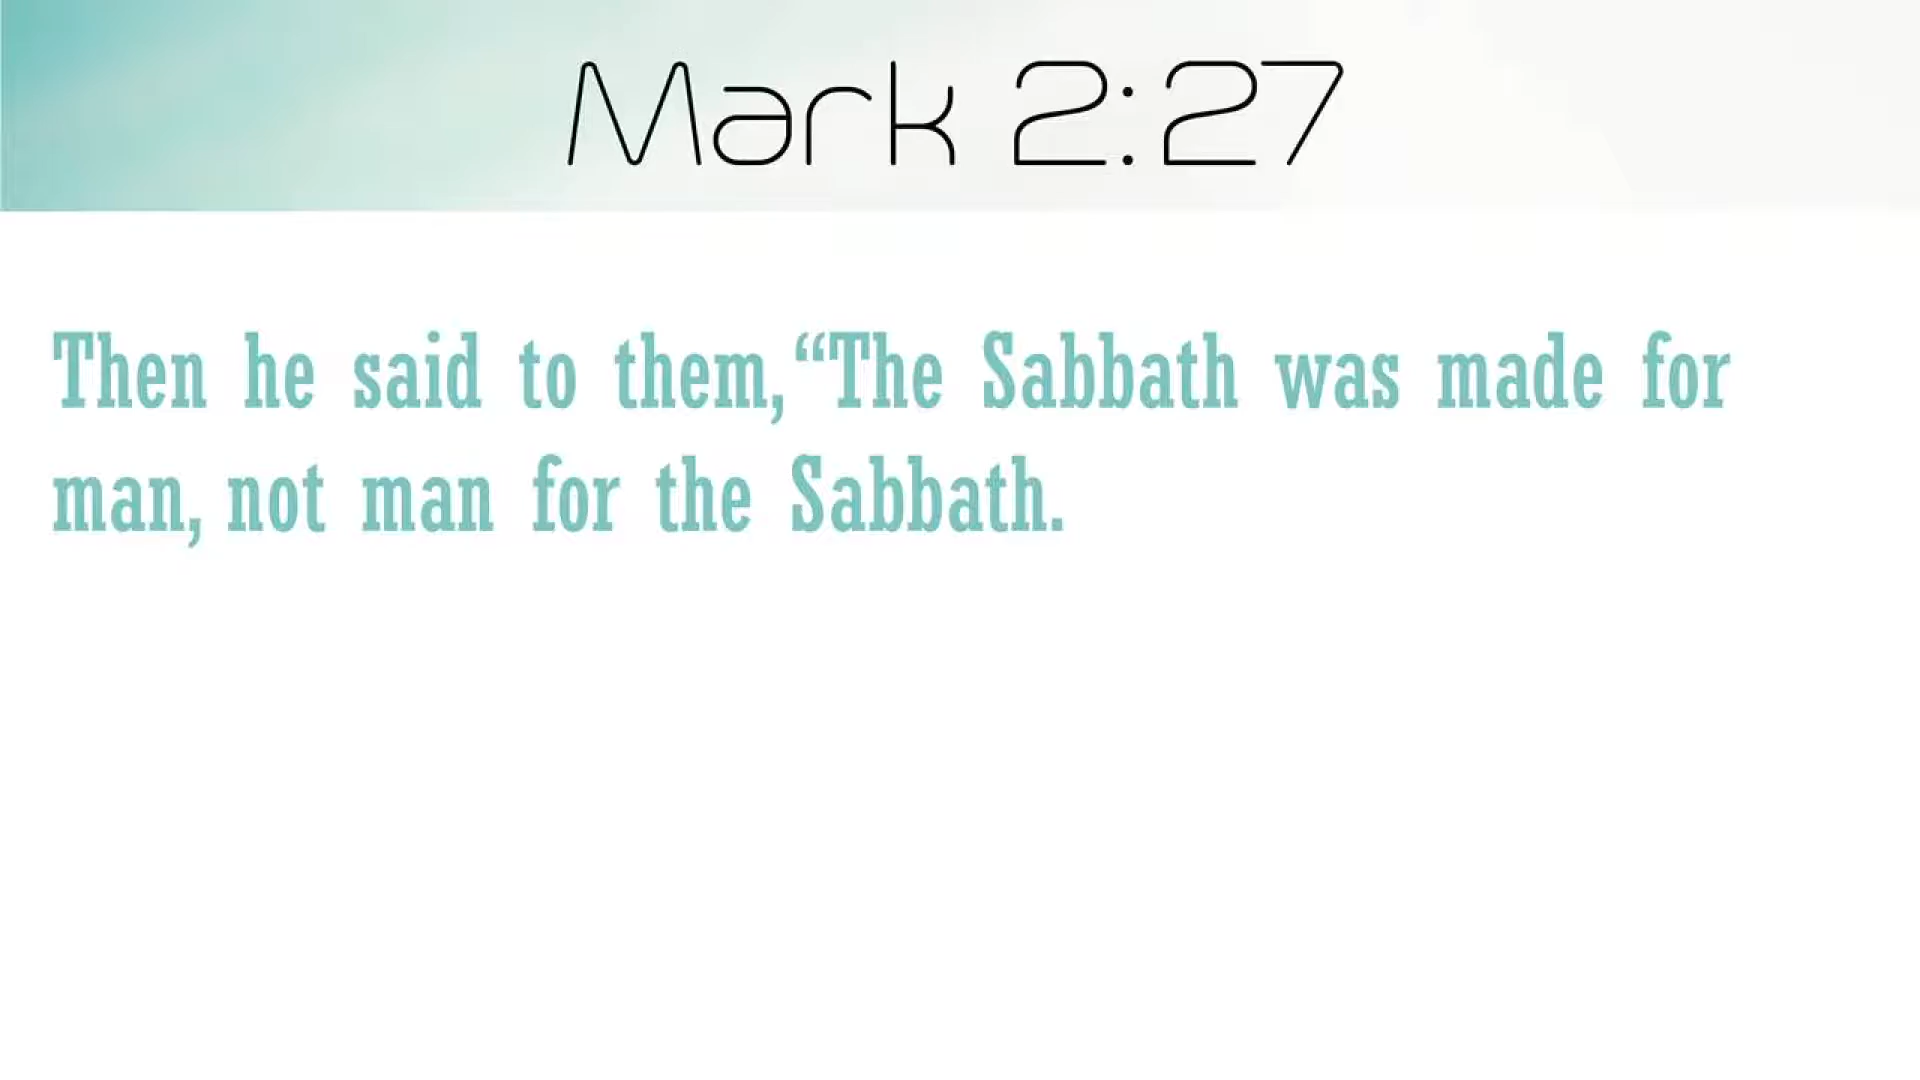 Mark 2:27
Then he said to them, “The Sabbath was made for
man, not man for the Sabbath.